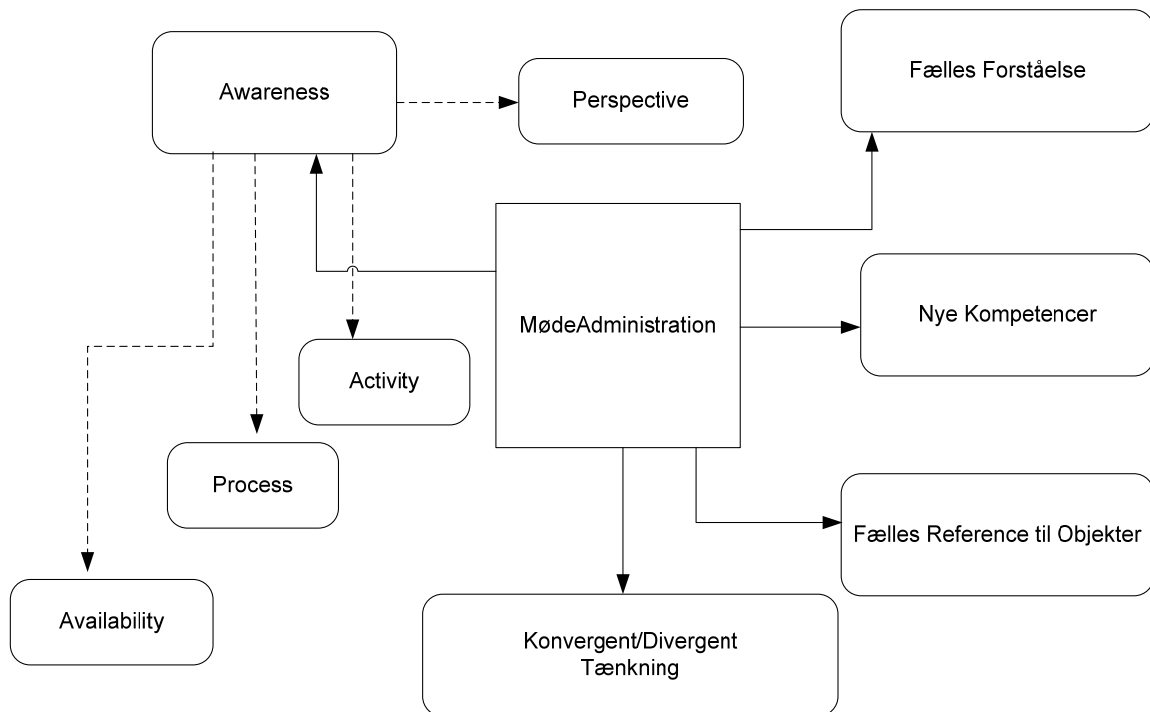 Awareness
Perspective
Fælles Forståelse
MødeAdministration
Nye Kompetencer
Activity
Process
Fælles Reference til Objekter
Availability
Konvergent/Divergent
Tænkning